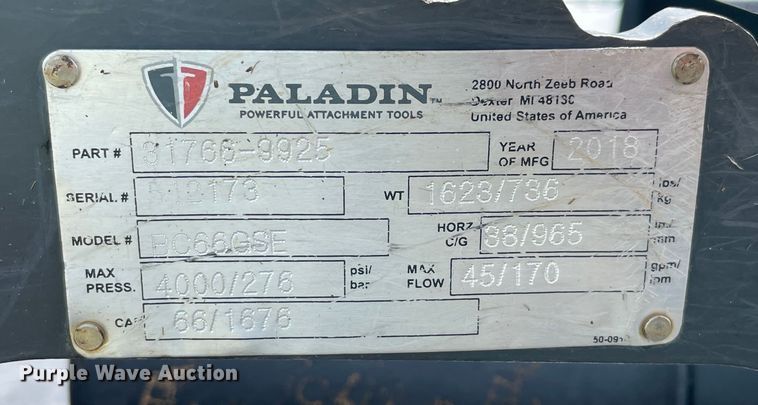 PALADIN™
POWERFUL ATTACHMENT TOOLS
2800 North Zeeb Road
Dexter MI 48130
United States of America
PART # 31766-9925
YEAR OF MFG 2018
SERIAL #
WT 1623/736 lbs/kg
MODEL # PC66GSE
HORZ C/G 38/965 in/mm
MAX PRESS. 4000/276 psi/bar
MAX FLOW 45/170 gpm/lpm
66/1676
Purple Wave Auction